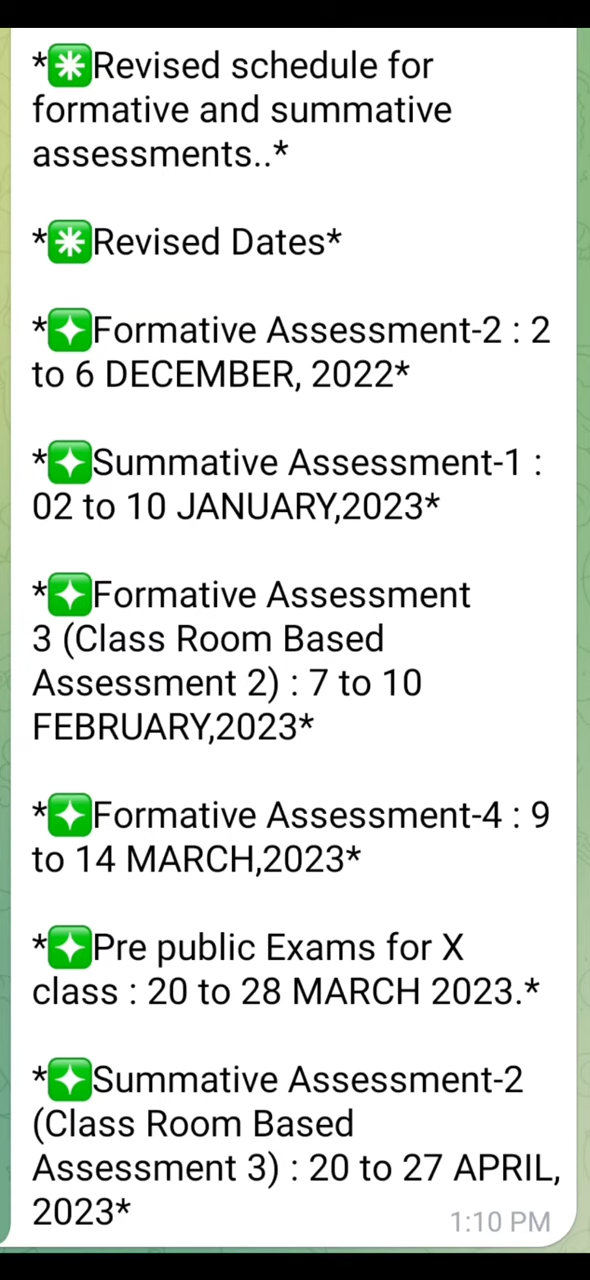 *✳️Revised schedule for
formative and summative
assessments..*
*✳️Revised Dates*
*❇️Formative Assessment-2 : 2
to 6 DECEMBER, 2022*
*❇️Summative Assessment-1 :
02 to 10 JANUARY,2023*
*❇️Formative Assessment
3 (Class Room Based
Assessment 2) : 7 to 10
FEBRUARY,2023*
*❇️Formative Assessment-4 : 9
to 14 MARCH,2023*
*❇️Pre public Exams for X
class : 20 to 28 MARCH 2023.*
*❇️Summative Assessment-2
(Class Room Based
Assessment 3) : 20 to 27 APRIL,
2023*
1:10 PM